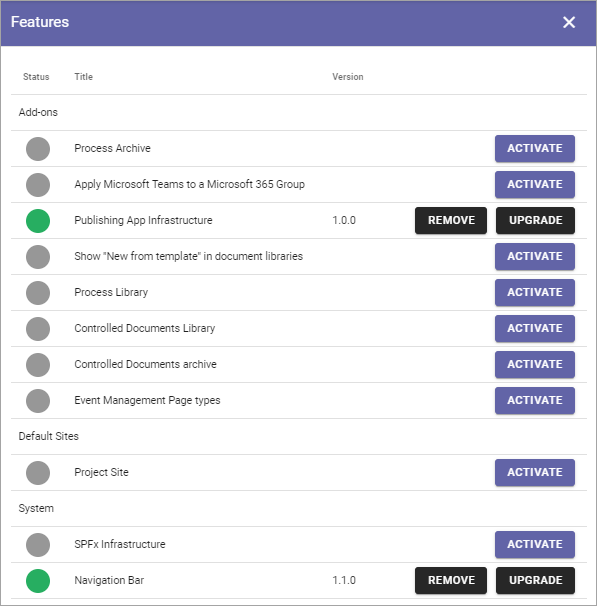 Features
Status Title Version
Add-ons
Process Archive ACTIVATE
Apply Microsoft Teams to a Microsoft 365 Group ACTIVATE
Publishing App Infrastructure 1.0.0 REMOVE UPGRADE
Show "New from template" in document libraries ACTIVATE
Process Library ACTIVATE
Controlled Documents Library ACTIVATE
Controlled Documents archive ACTIVATE
Event Management Page types ACTIVATE
Default Sites
Project Site ACTIVATE
System
SPFx Infrastructure ACTIVATE
Navigation Bar 1.1.0 REMOVE UPGRADE